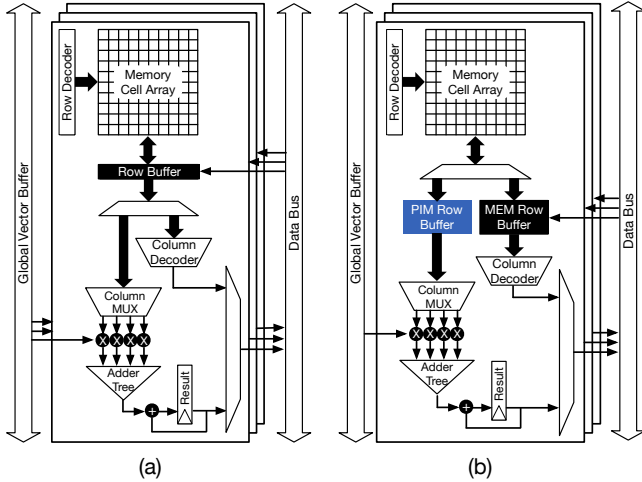 Global Vector Buffer
Row Decoder
Memory
Cell Array
Row Buffer
Column
Decoder
Column
MUX
X X X X
Adder
Tree
+
Result
Data Bus
(a)
Global Vector Buffer
Row Decoder
Memory
Cell Array
PIM Row
Buffer
MEM Row
Buffer
Column
Decoder
Column
MUX
X X X X
Adder
Tree
+
Result
Data Bus
(b)